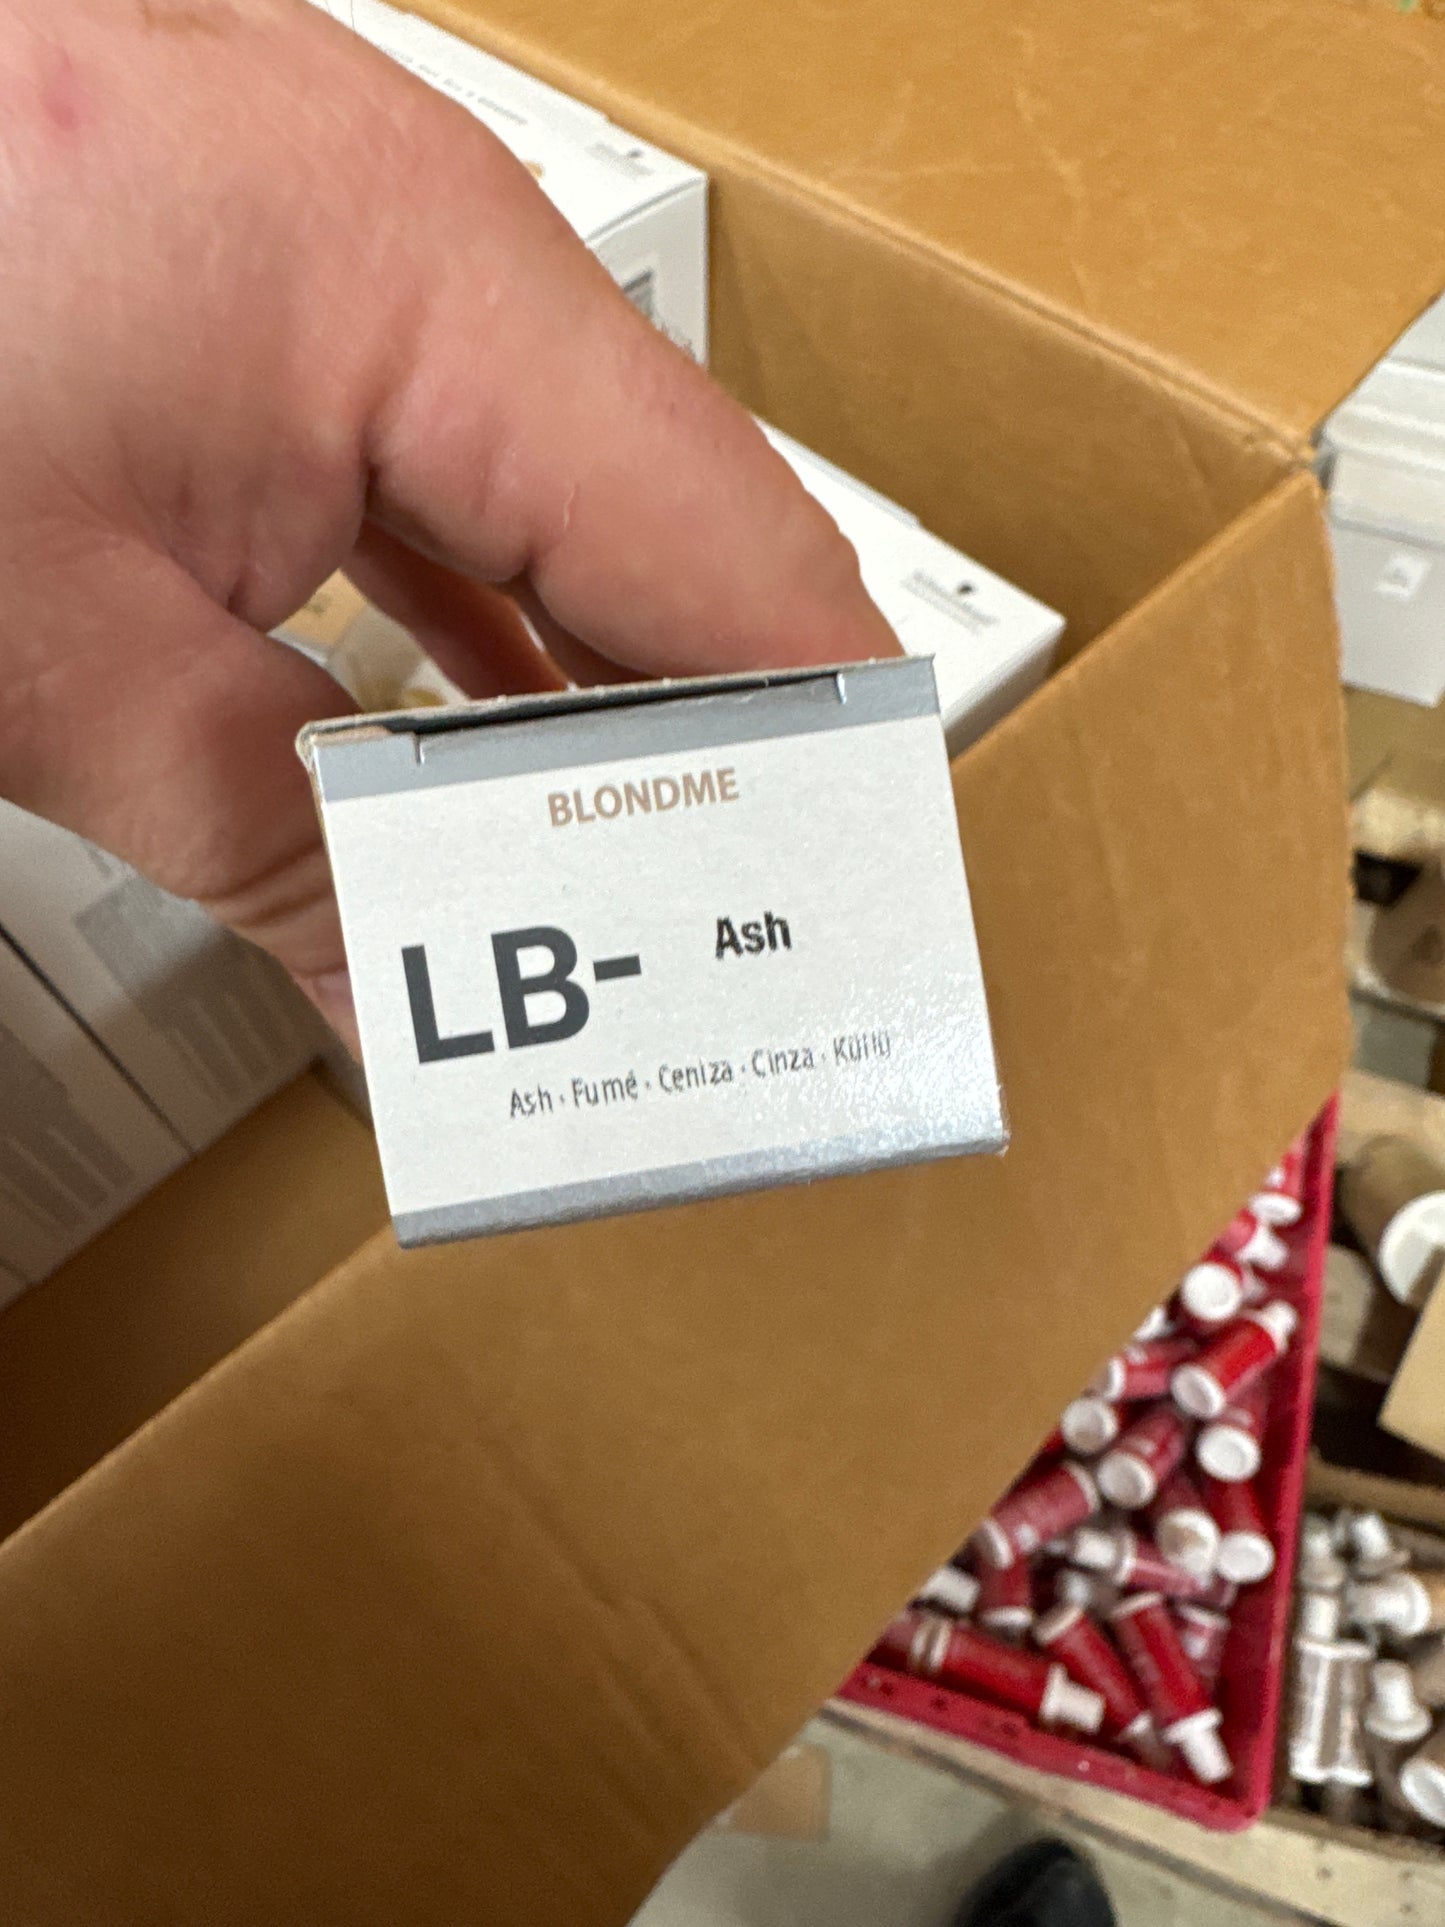 BLONDME
LB- Ash
Ash · Fumé · Ceniza · Cinza · Küllü